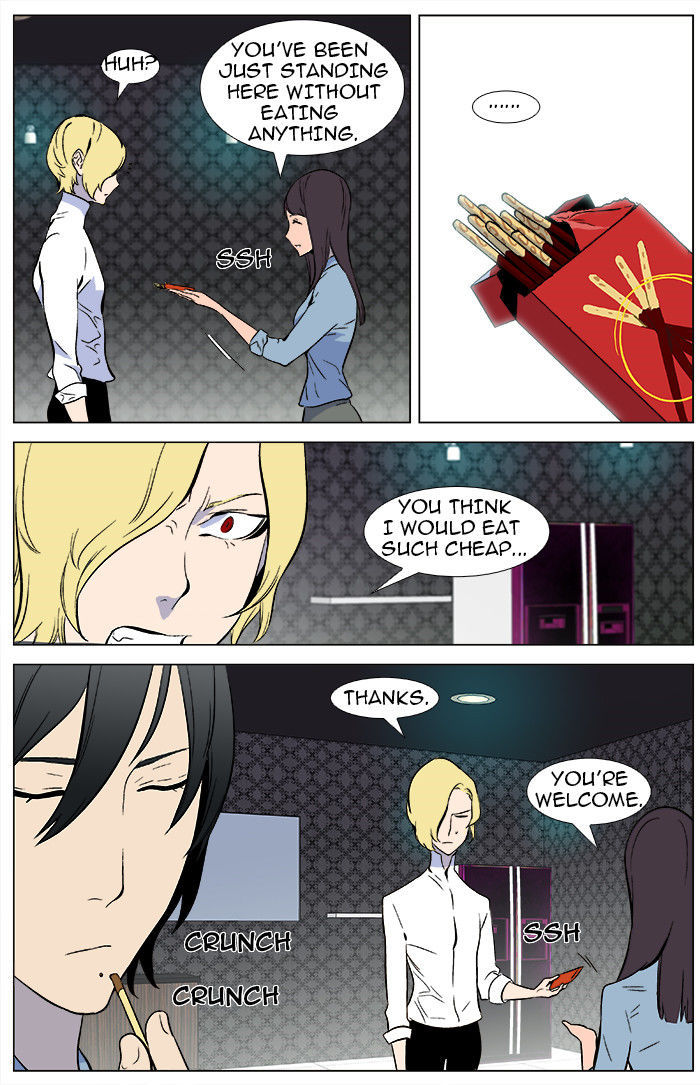 HUH?
YOU'VE BEEN
JUST STANDING
HERE WITHOUT
EATING
ANYTHING.
SSH
......
YOU THINK
I WOULD EAT
SUCH CHEAP...
THANKS.
YOU'RE
WELCOME.
SSH
CRUNCH
CRUNCH